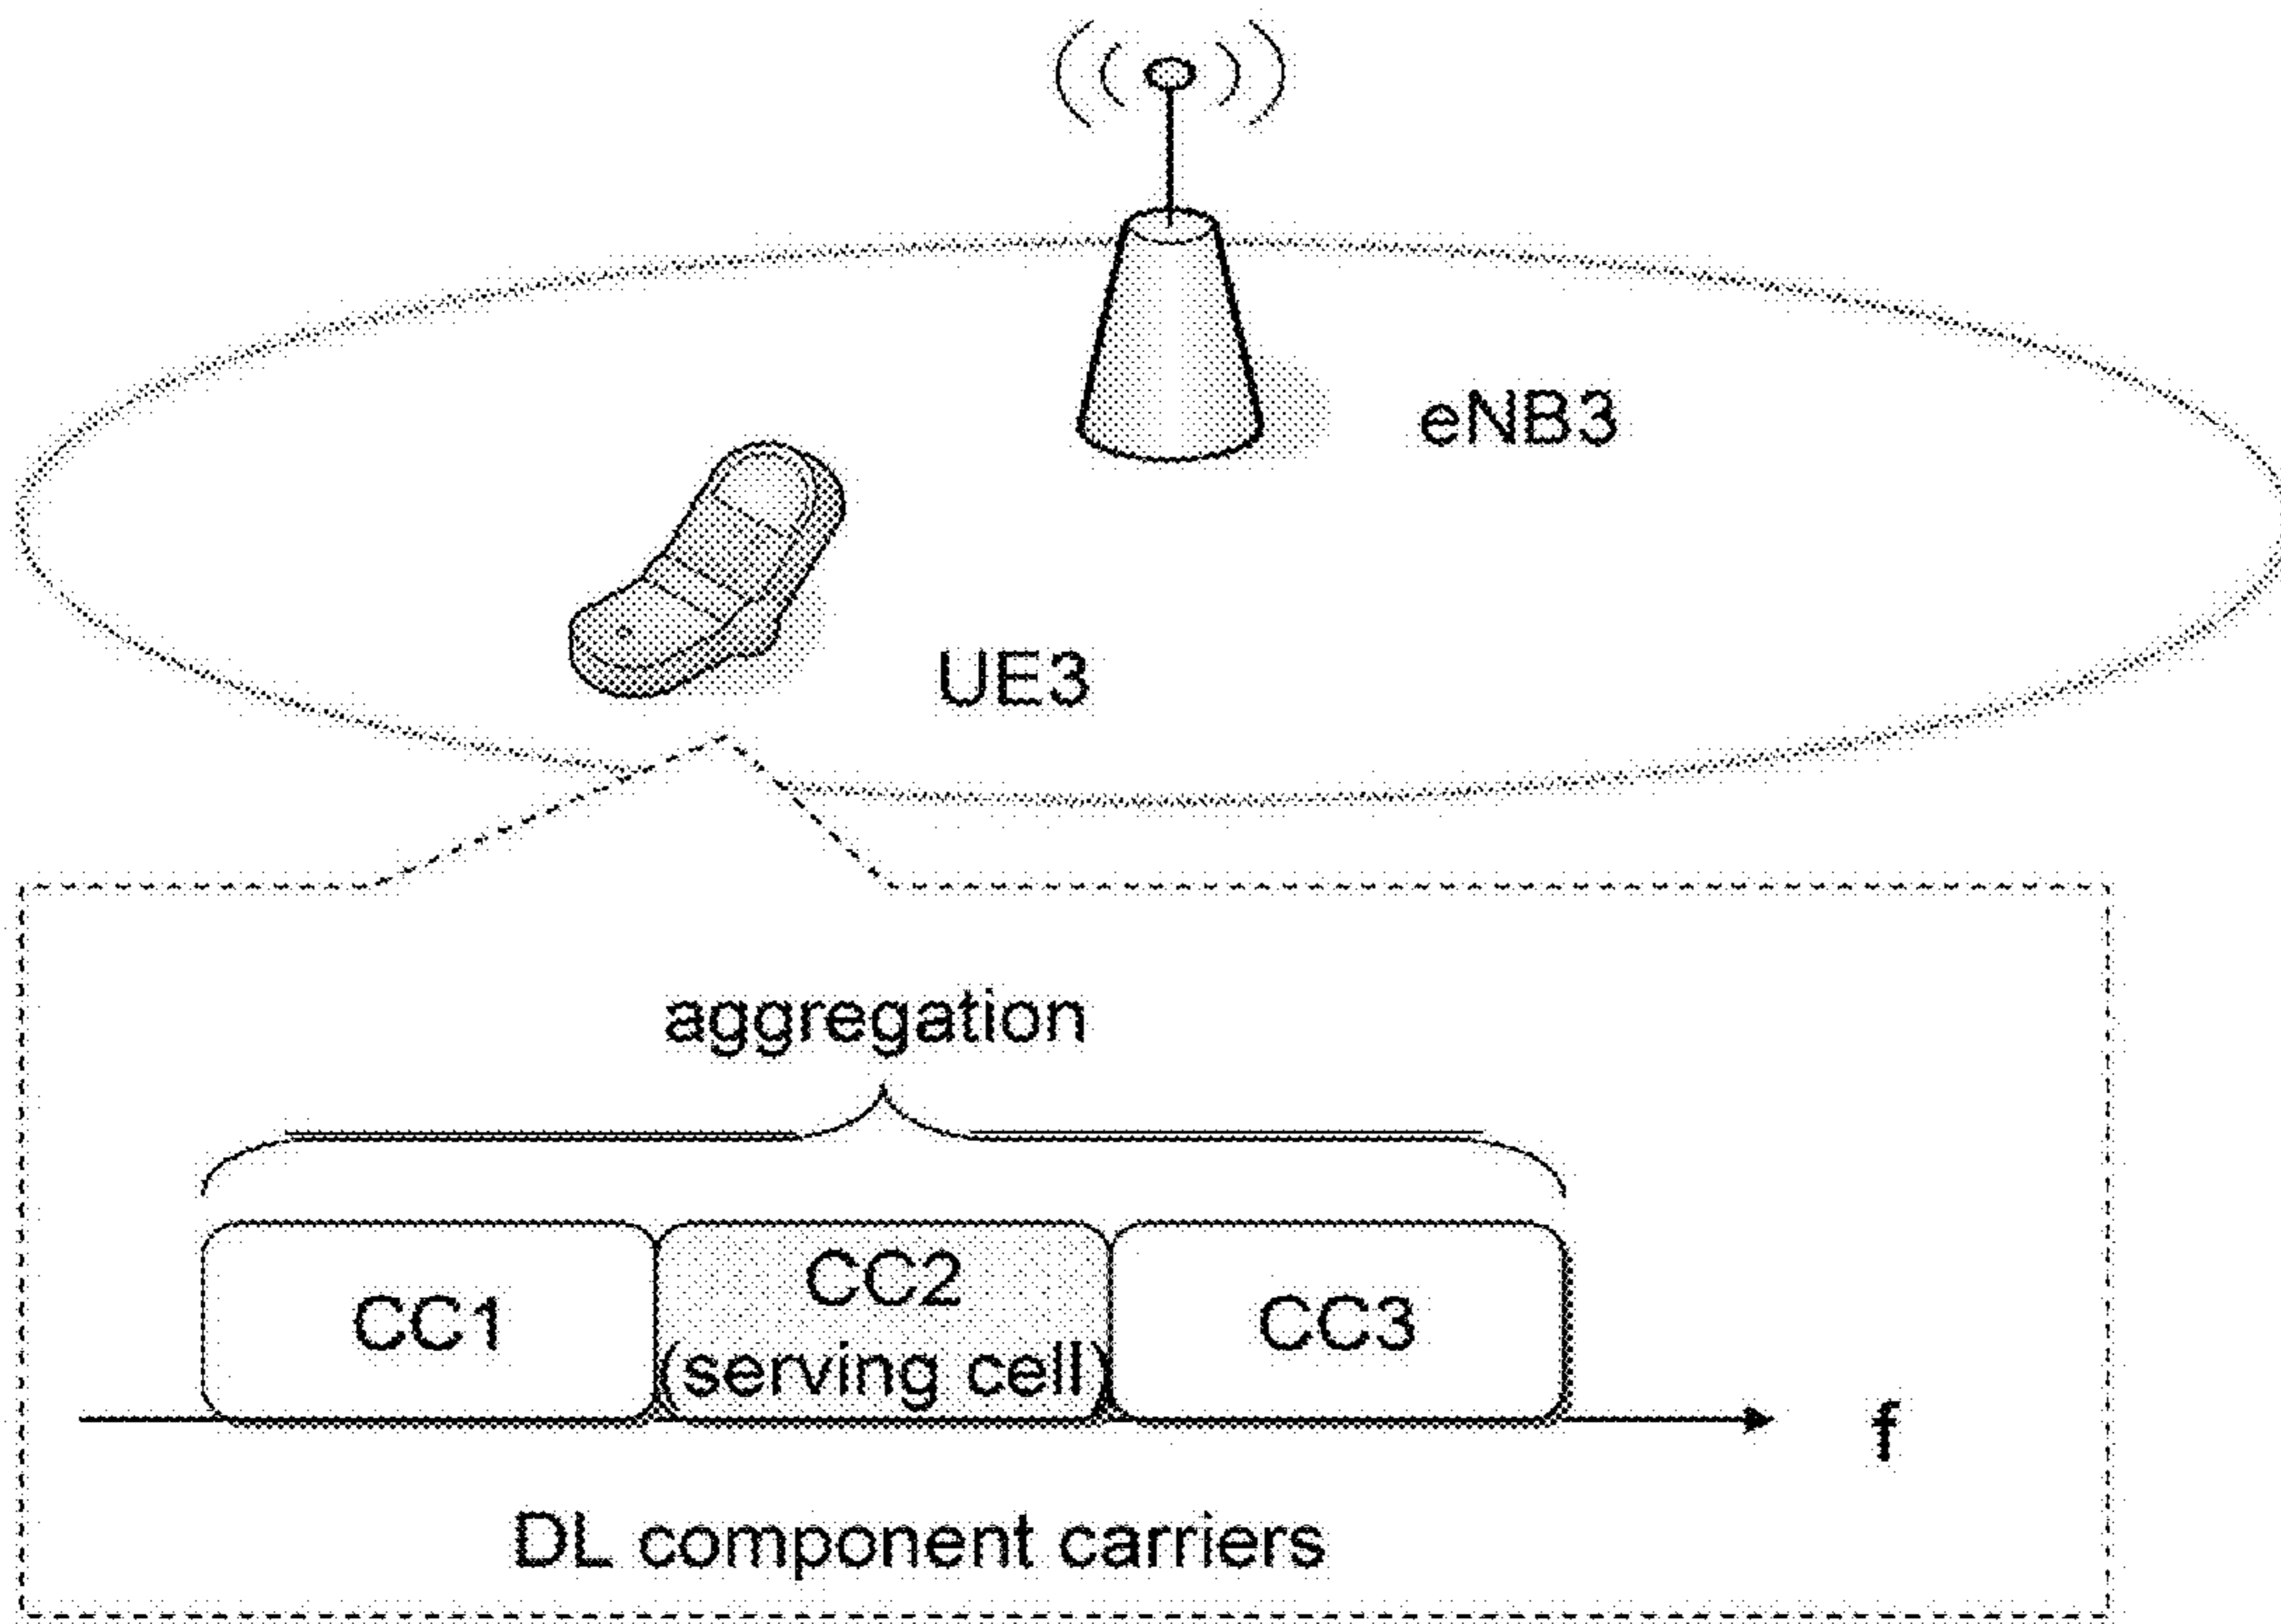 eNB3
UE3
aggregation
CC1
CC2
(serving cell)
CC3
f
DL component carriers